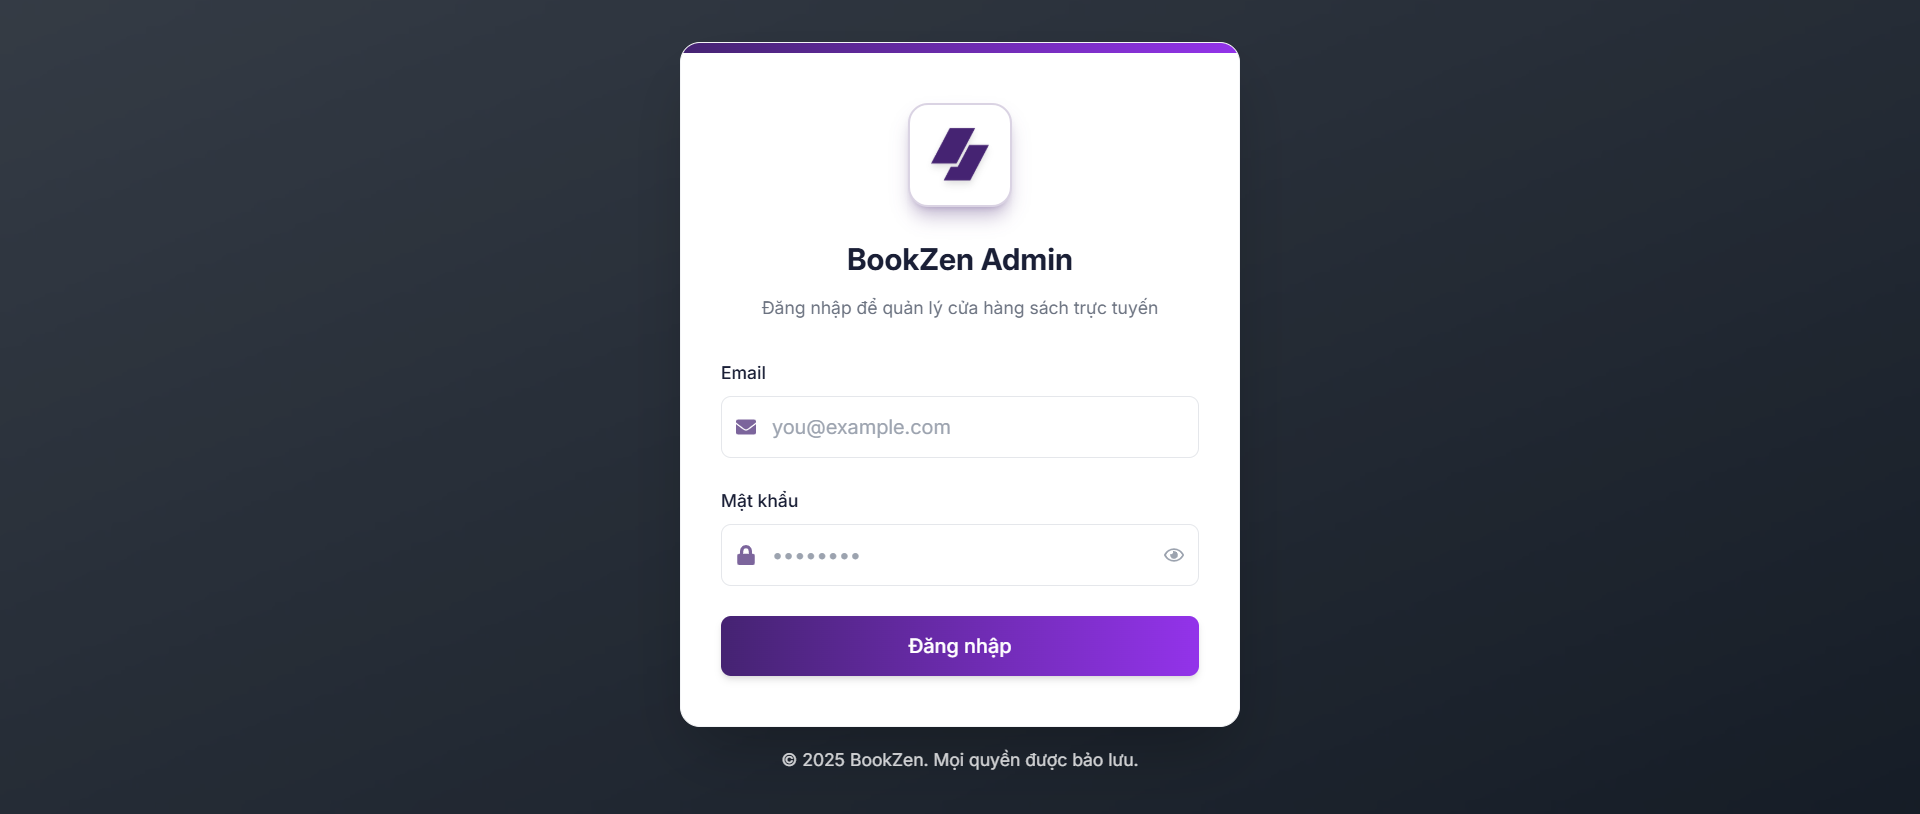 BookZen Admin
Đăng nhập để quản lý cửa hàng sách trực tuyến
Email
you@example.com
Mật khẩu
••••••••
Đăng nhập
© 2025 BookZen. Mọi quyền được bảo lưu.